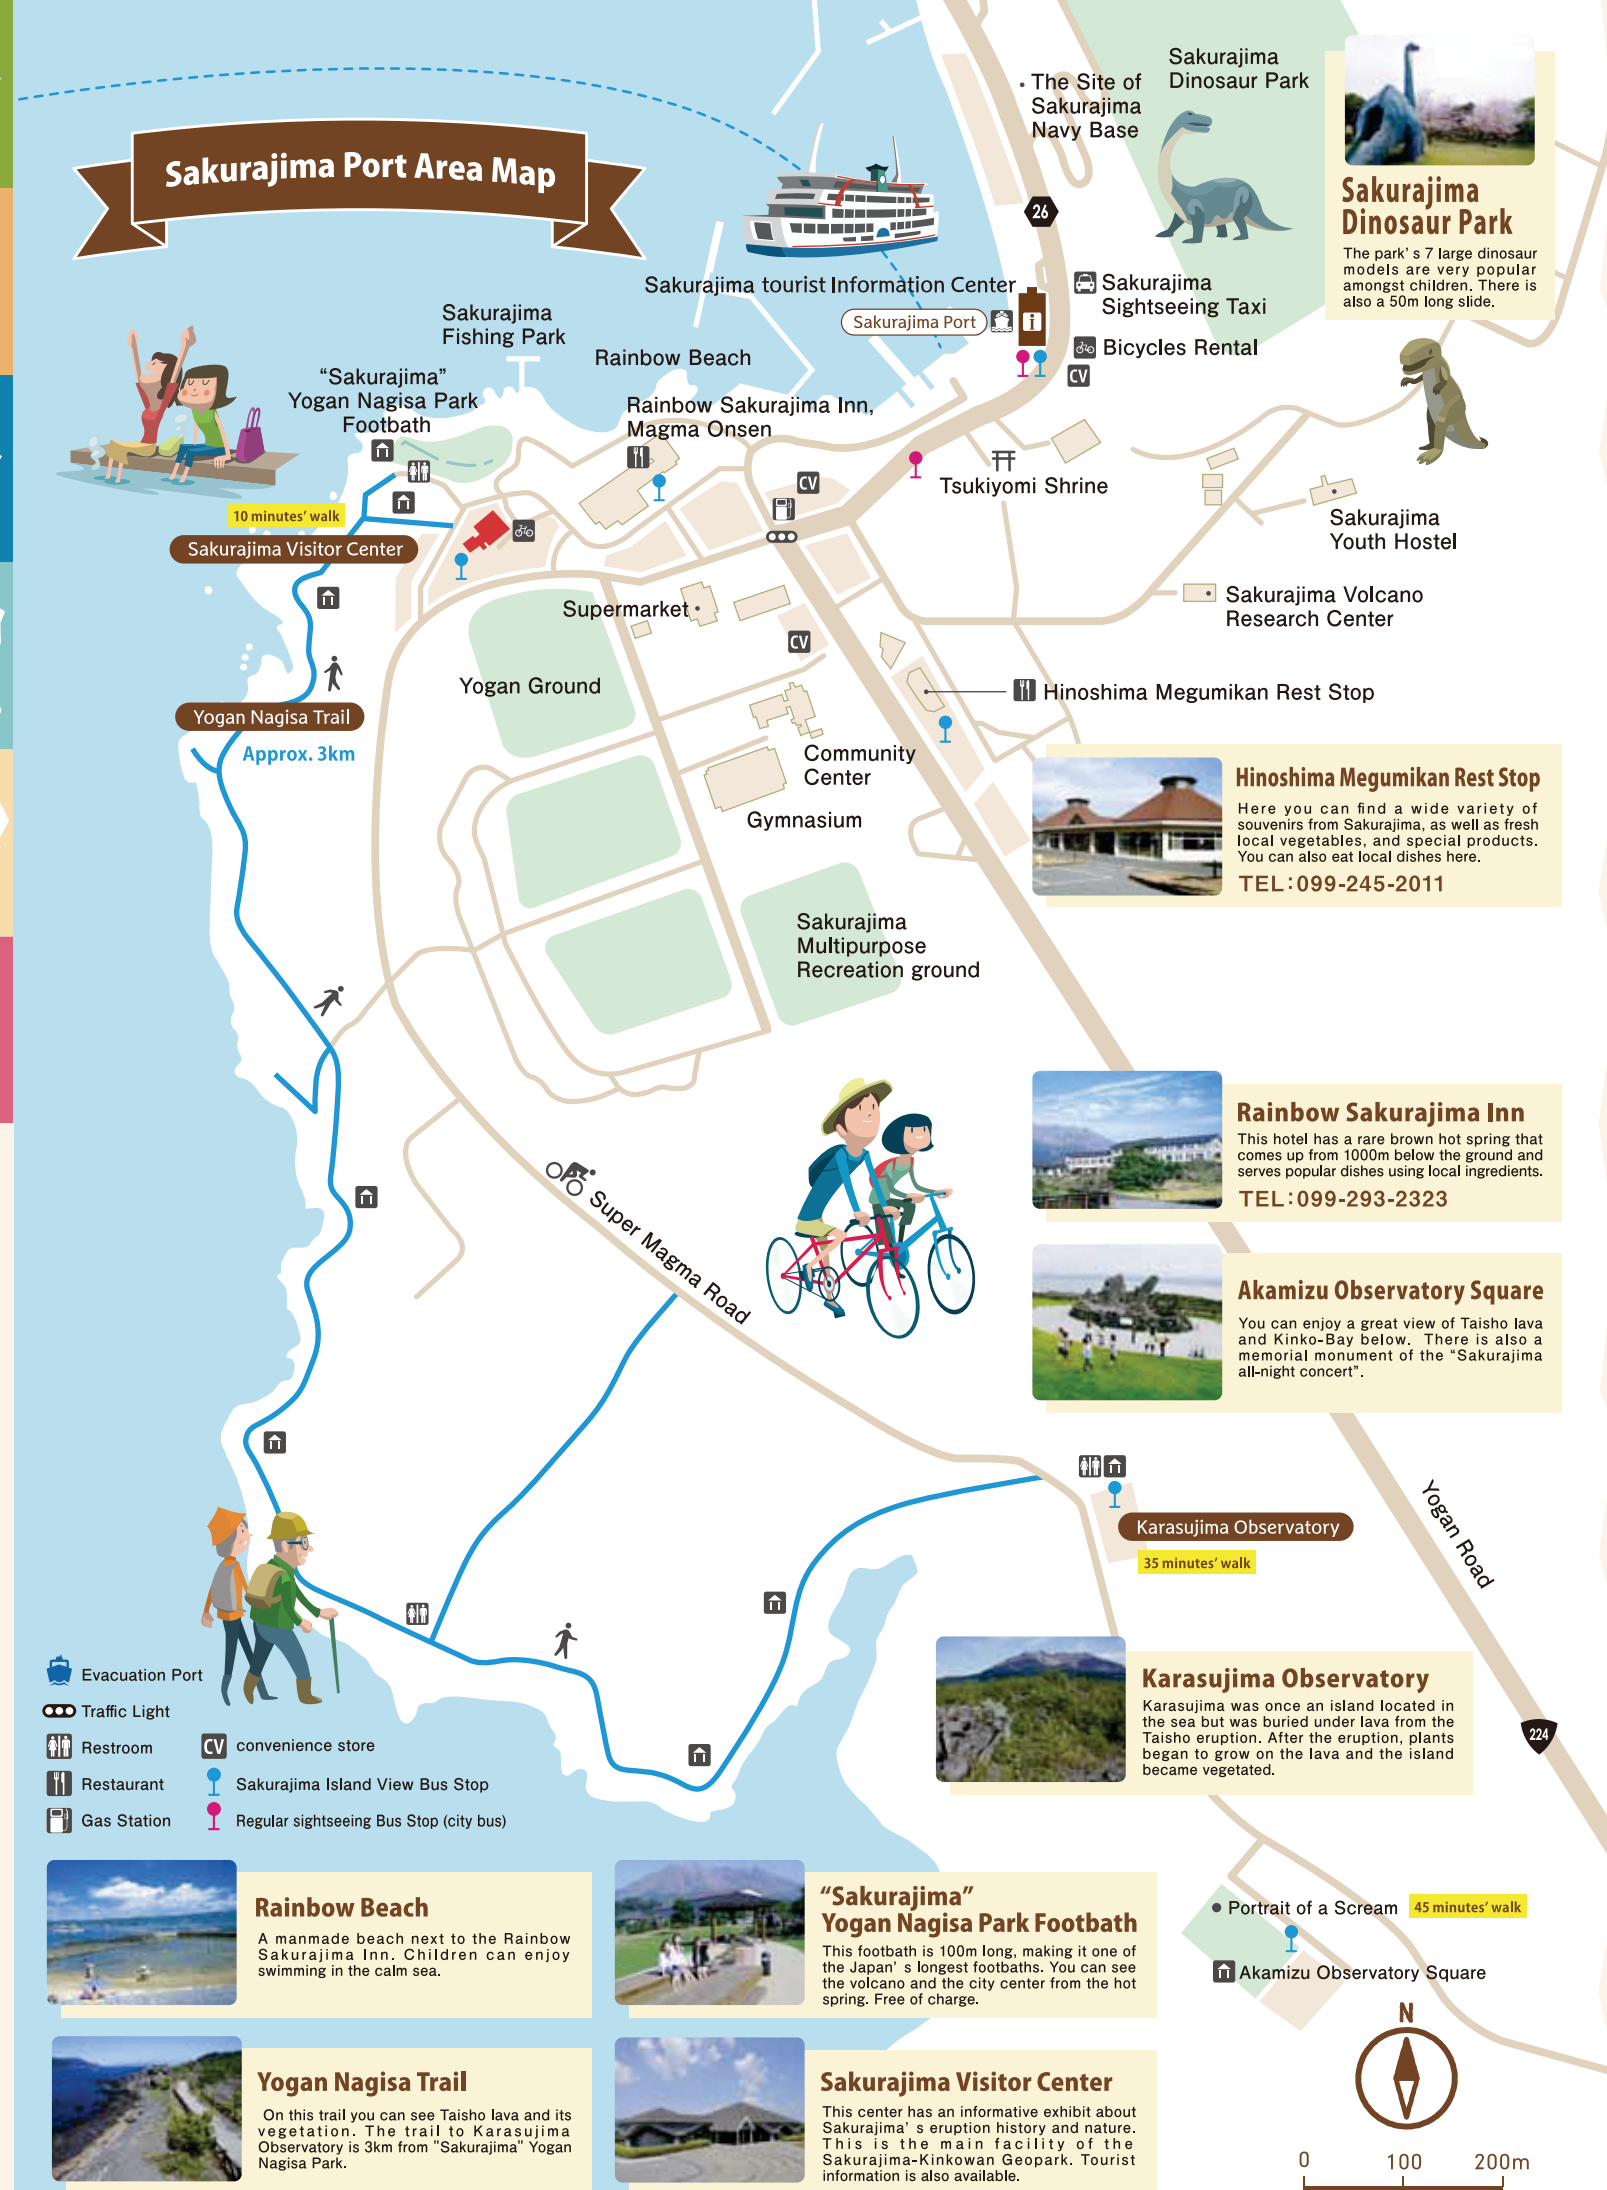 Sakurajima Port Area Map
Sakurajima
Dinosaur Park
The Site of
Sakurajima
Navy Base
26
Sakurajima
Dinosaur Park
The park's 7 large dinosaur
models are very popular
amongst children. There is
also a 50m long slide.
Sakurajima tourist Information Center
Sakurajima Port
i
Sakurajima
Sightseeing Taxi
Bicycles Rental
CV
Sakurajima
Fishing Park
Rainbow Beach
"Sakurajima"
Yogan Nagisa Park
Footbath
Rainbow Sakurajima Inn,
Magma Onsen
CV
Tsukiyomi Shrine
10 minutes' walk
Sakurajima Visitor Center
Sakurajima
Youth Hostel
Supermarket
CV
Sakurajima Volcano
Research Center
Yogan Ground
Hinoshima Megumikan Rest Stop
Yogan Nagisa Trail
Approx. 3km
Community
Center
Gymnasium
Hinoshima Megumikan Rest Stop
Here you can find a wide variety of
souvenirs from Sakurajima, as well as fresh
local vegetables, and special products.
You can also eat local dishes here.
TEL:099-245-2011
Sakurajima
Multipurpose
Recreation ground
Rainbow Sakurajima Inn
This hotel has a rare brown hot spring that
comes up from 1000m below the ground and
serves popular dishes using local ingredients.
TEL:099-293-2323
Super Magma Road
Akamizu Observatory Square
You can enjoy a great view of Taisho lava
and Kinko-Bay below. There is also a
memorial monument of the "Sakurajima
all-night concert".
Yogan Road
Karasujima Observatory
35 minutes' walk
Karasujima Observatory
Karasujima was once an island located in
the sea but was buried under lava from the
Taisho eruption. After the eruption, plants
began to grow on the lava and the island
became vegetated.
224
Evacuation Port
Traffic Light
Restroom
Restaurant
Gas Station
CV convenience store
Sakurajima Island View Bus Stop
Regular sightseeing Bus Stop (city bus)
Rainbow Beach
A manmade beach next to the Rainbow
Sakurajima Inn. Children can enjoy
swimming in the calm sea.
"Sakurajima"
Yogan Nagisa Park Footbath
This footbath is 100m long, making it one of
the Japan's longest footbaths. You can see
the volcano and the city center from the hot
spring. Free of charge.
Portrait of a Scream
45 minutes' walk
Akamizu Observatory Square
Yogan Nagisa Trail
On this trail you can see Taisho lava and its
vegetation. The trail to Karasujima
Observatory is 3km from "Sakurajima" Yogan
Nagisa Park.
Sakurajima Visitor Center
This center has an informative exhibit about
Sakurajima's eruption history and nature.
This is the main facility of the
Sakurajima-Kinkowan Geopark. Tourist
information is also available.
N
0 100 200m